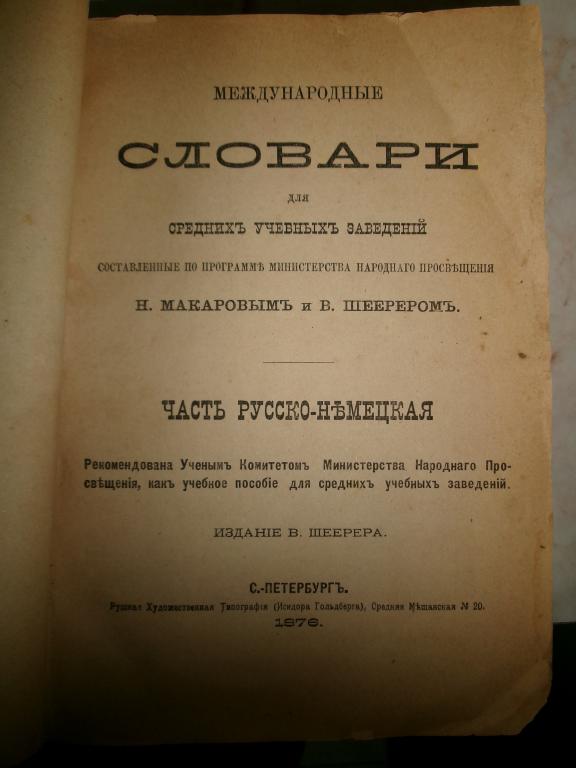 МЕЖДУНАРОДНЫЕ
СЛОВАРИ
ДЛЯ
СРЕДНИХЪ УЧЕБНЫХЪ ЗАВЕДЕНІЙ
СОСТАВЛЕННЫЕ ПО ПРОГРАММѢ МИНИСТЕРСТВА НАРОДНАГО ПРОСВѢЩЕНІЯ
Н. МАКАРОВЫМЪ и В. ШЕЕРЕРОМЪ.
ЧАСТЬ РУССКО-НѢМЕЦКАЯ
Рекомендована Ученымъ Комитетомъ Министерства Народнаго Про-
свѣщенія, какъ учебное пособіе для среднихъ учебныхъ заведеній.
ИЗДАНІЕ В. ШЕЕРЕРА.
С.-ПЕТЕРБУРГЪ.
Русская Художественная Типографія (Исидора Гольдберга), Средняя Мѣщанская № 20.
1876.